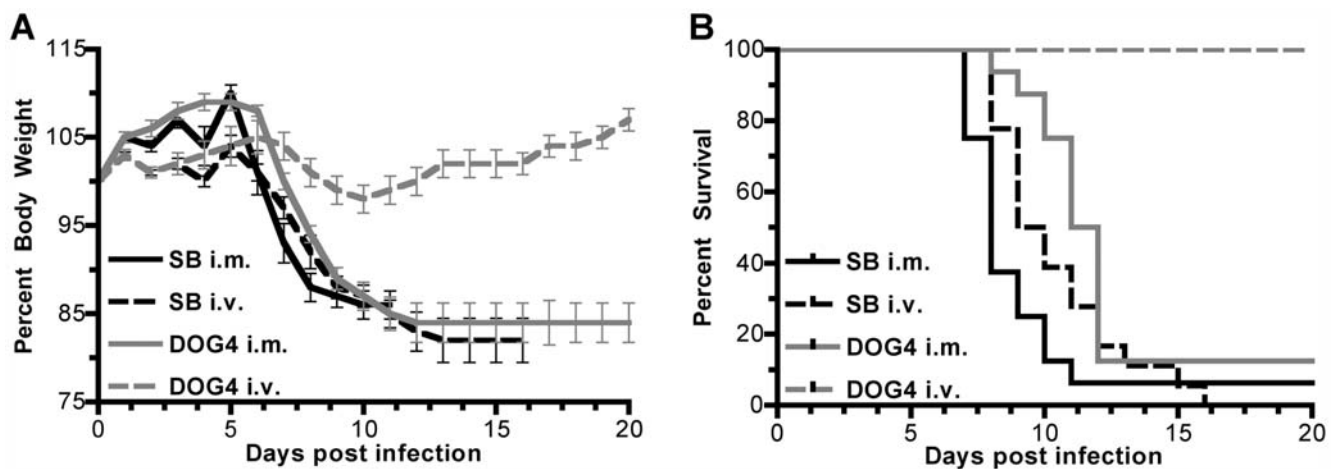 A
115
105
95
85
75
Percent Body Weight
SB i.m.
SB i.v.
DOG4 i.m.
DOG4 i.v.
0
5
10
15
20
Days post infection
B
100
80
60
40
20
0
Percent Survival
SB i.m.
SB i.v.
DOG4 i.m.
DOG4 i.v.
0
5
10
15
20
Days post infection